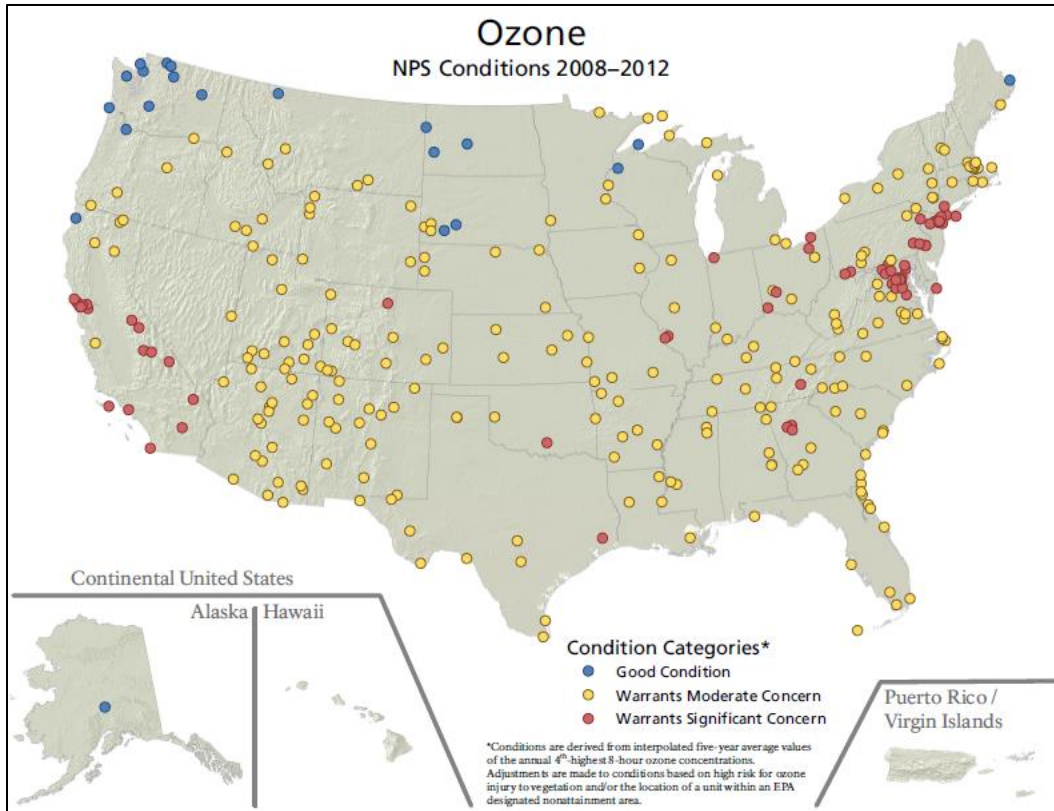 Ozone
NPS Conditions 2008–2012
Continental United States
Alaska
Hawaii
Condition Categories*
Good Condition
Warrants Moderate Concern
Warrants Significant Concern
*Conditions are derived from interpolated five-year average values
of the annual 4th-highest 8-hour ozone concentrations.
Adjustments are made to conditions based on high risk for ozone
injury to vegetation and/or the location of a unit within an EPA
designated nonattainment area.
Puerto Rico /
Virgin Islands